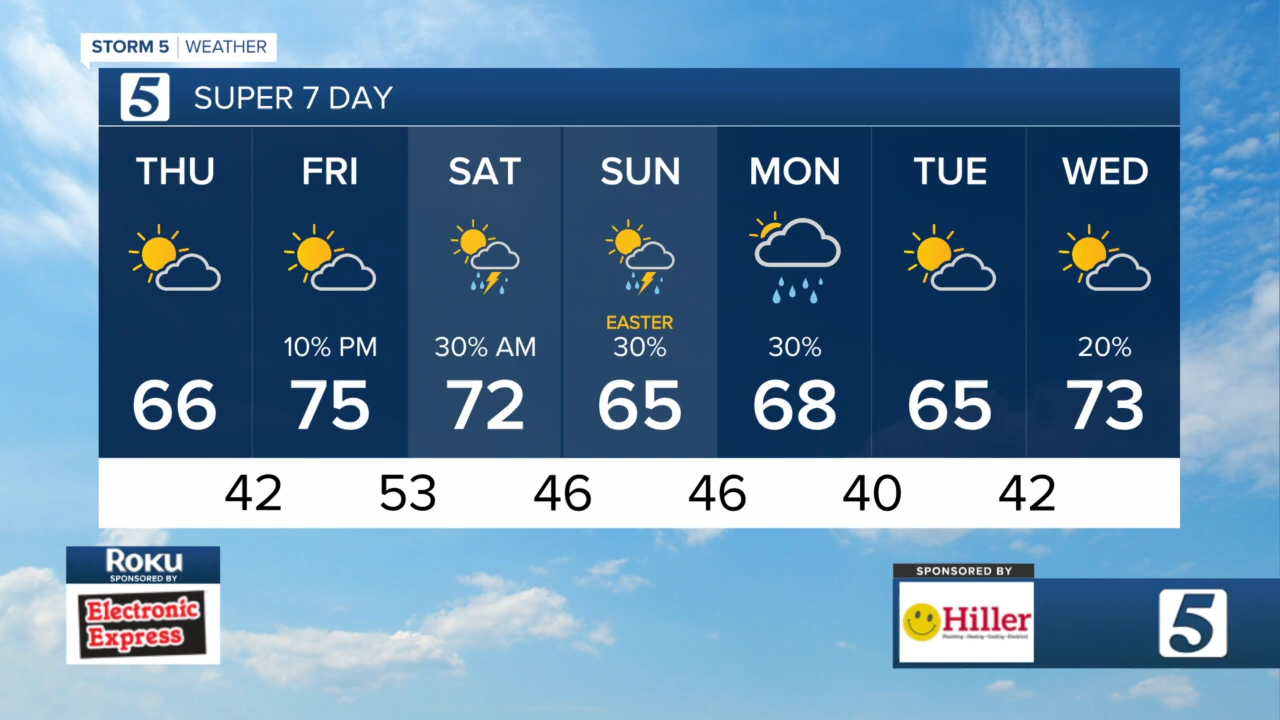 STORM 5 | WEATHER
5 SUPER 7 DAY
THU FRI SAT SUN MON TUE WED
EASTER
10% PM 30% AM 30% 30% 20%
66 75 72 65 68 65 73
42 53 46 46 40 42
ROKU
SPONSORED BY
Electronic
Express
SPONSORED BY
Hiller
Plumbing - Heating - Cooling - Electrical
5